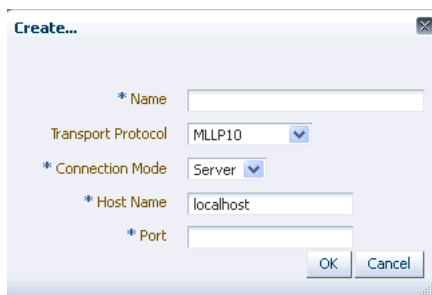 Create...
* Name
Transport Protocol MLLP10
* Connection Mode Server
* Host Name localhost
* Port
OK Cancel